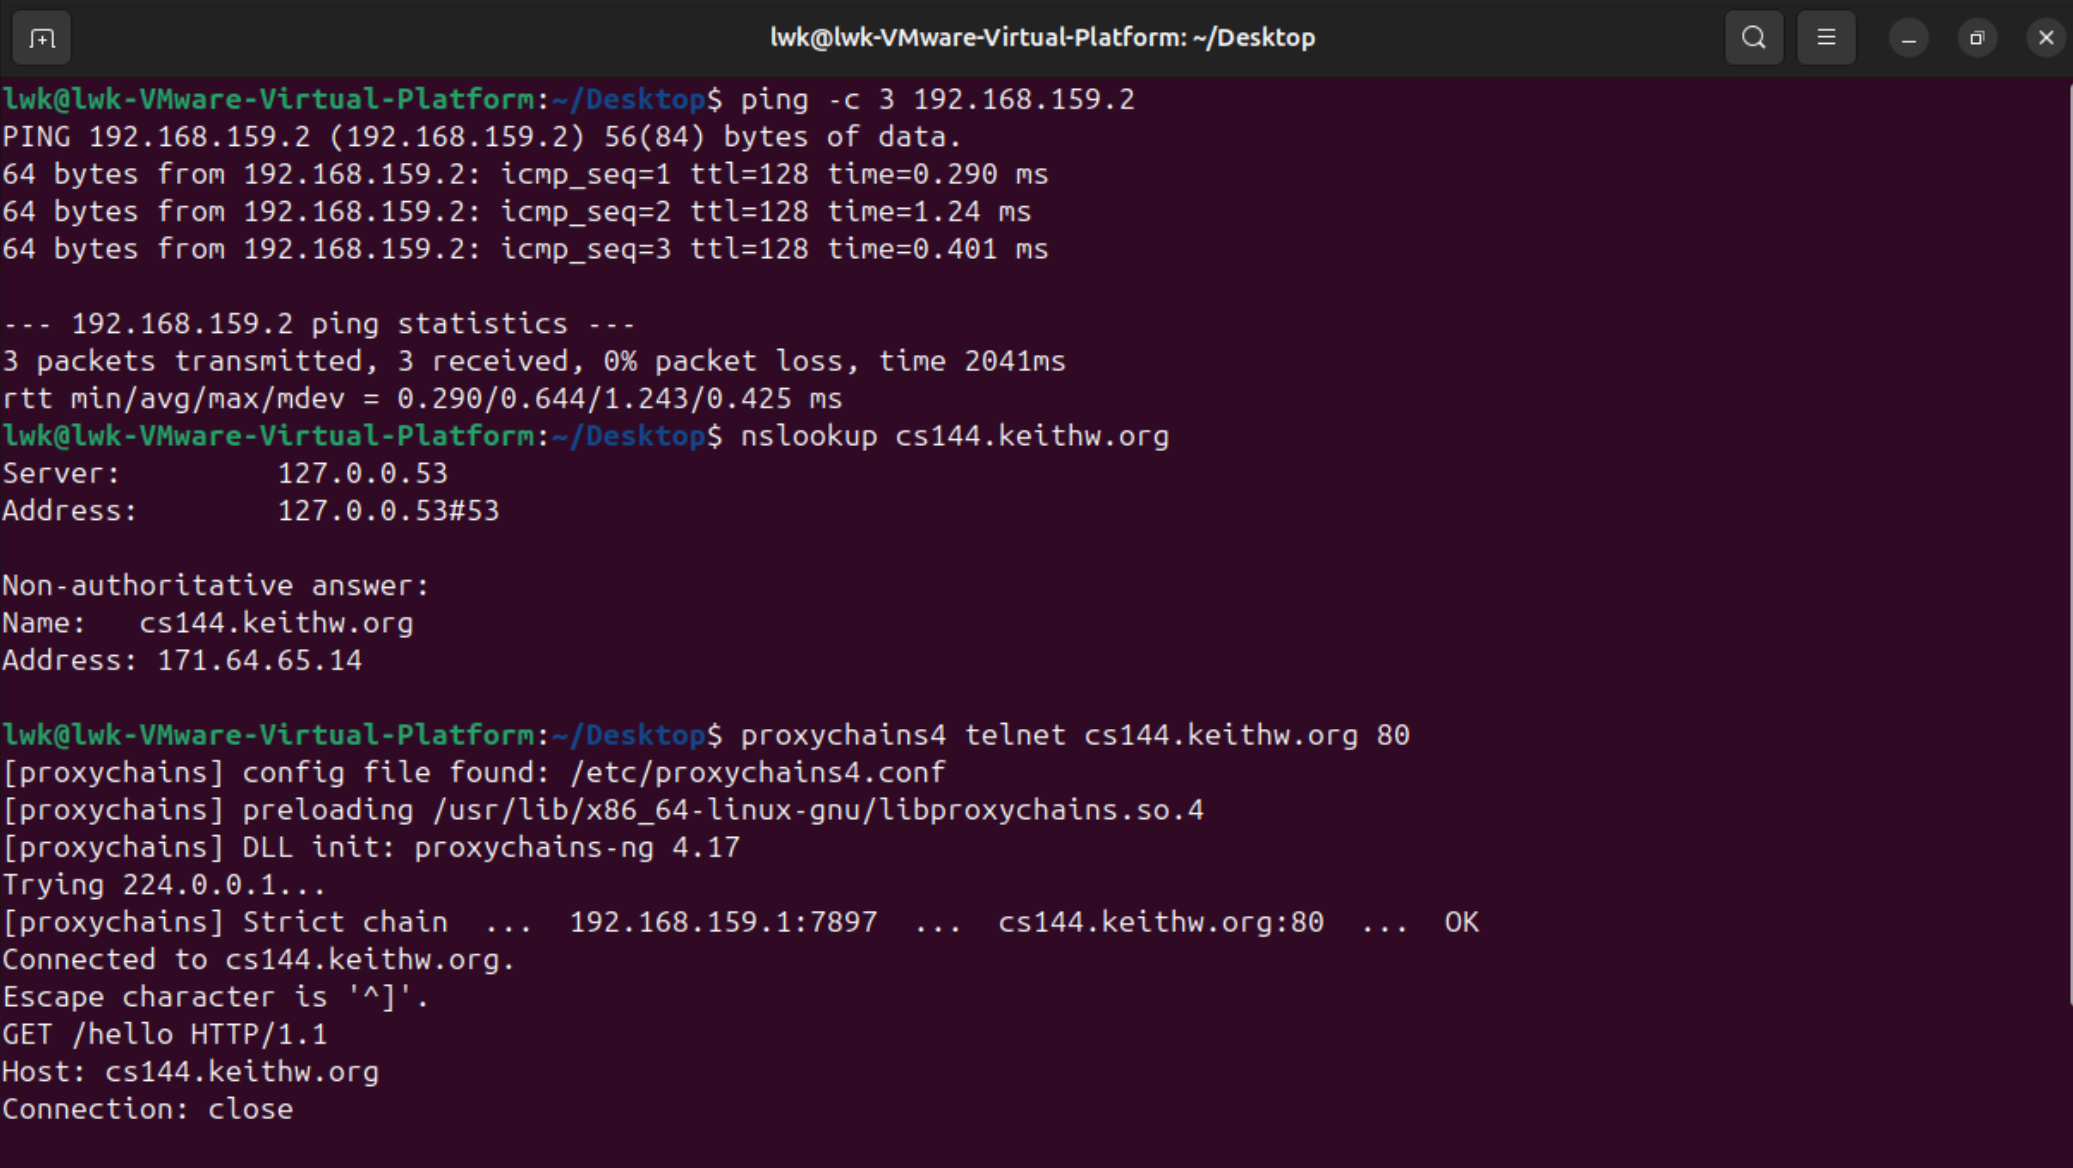 lwk@lwk-VMware-Virtual-Platform: ~/Desktop
lwk@lwk-VMware-Virtual-Platform:~/Desktop$ ping -c 3 192.168.159.2
PING 192.168.159.2 (192.168.159.2) 56(84) bytes of data.
64 bytes from 192.168.159.2: icmp_seq=1 ttl=128 time=0.290 ms
64 bytes from 192.168.159.2: icmp_seq=2 ttl=128 time=1.24 ms
64 bytes from 192.168.159.2: icmp_seq=3 ttl=128 time=0.401 ms
--- 192.168.159.2 ping statistics ---
3 packets transmitted, 3 received, 0% packet loss, time 2041ms
rtt min/avg/max/mdev = 0.290/0.644/1.243/0.425 ms
lwk@lwk-VMware-Virtual-Platform:~/Desktop$ nslookup cs144.keithw.org
Server:         127.0.0.53
Address:        127.0.0.53#53
Non-authoritative answer:
Name:   cs144.keithw.org
Address: 171.64.65.14
lwk@lwk-VMware-Virtual-Platform:~/Desktop$ proxychains4 telnet cs144.keithw.org 80
[proxychains] config file found: /etc/proxychains4.conf
[proxychains] preloading /usr/lib/x86_64-linux-gnu/libproxychains.so.4
[proxychains] DLL init: proxychains-ng 4.17
Trying 224.0.0.1...
[proxychains] Strict chain  ...  192.168.159.1:7897  ...  cs144.keithw.org:80  ...  OK
Connected to cs144.keithw.org.
Escape character is '^]'.
GET /hello HTTP/1.1
Host: cs144.keithw.org
Connection: close